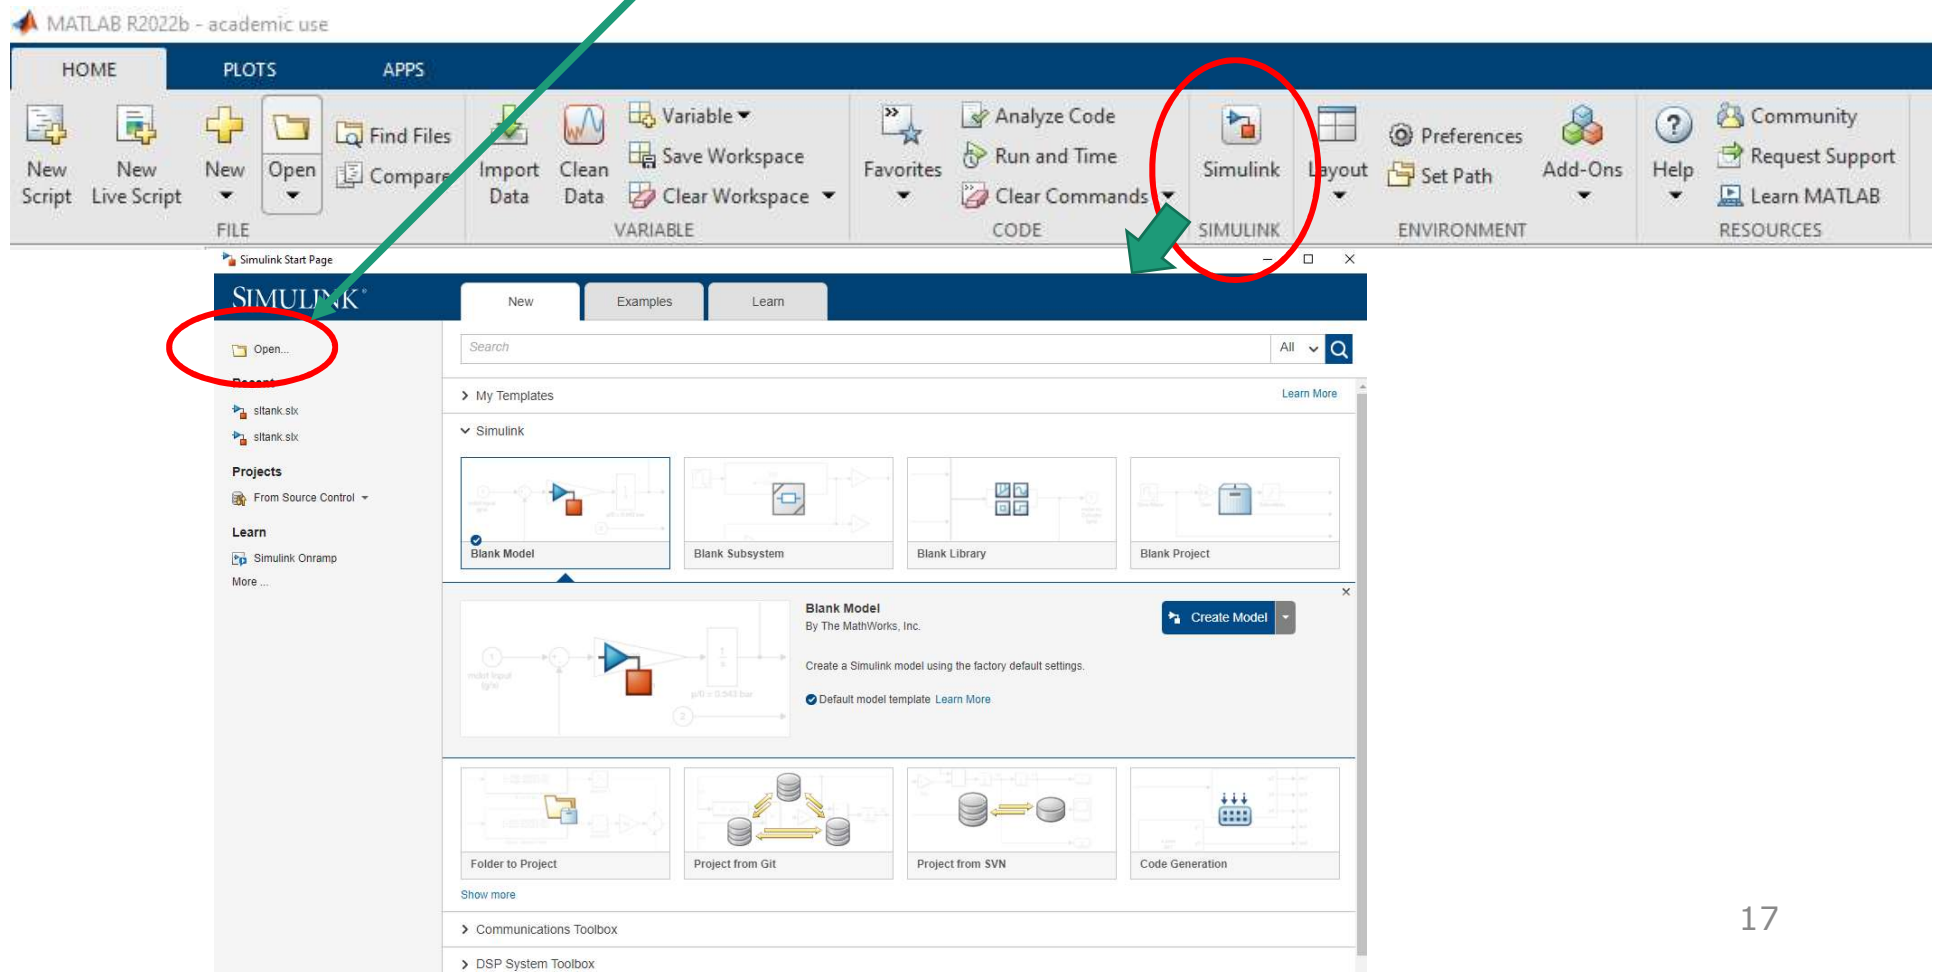 MATLAB R2022b - academic use
HOME PLOTS APPS
New Script
New Live Script
New
Open
Find Files
Compare
FILE
Import Data
Clean Data
Variable
Save Workspace
Clear Workspace
VARIABLE
Favorites
Analyze Code
Run and Time
Clear Commands
CODE
Simulink
SIMULINK
Layout
Preferences
Set Path
Add-Ons
ENVIRONMENT
Help
Community
Request Support
Learn MATLAB
RESOURCES
Simulink Start Page
SIMULINK®
New Examples Learn
Open...
Recent
sltank.slx
sltank.slx
Projects
From Source Control
Learn
Simulink Onramp
More ...
Search All
My Templates Learn More
Simulink
Blank Model
Blank Subsystem
Blank Library
Blank Project
Blank Model
By The MathWorks, Inc.
Create Model
Create a Simulink model using the factory default settings.
Default model template Learn More
Folder to Project
Project from Git
Project from SVN
Code Generation
Show more
Communications Toolbox
DSP System Toolbox
17